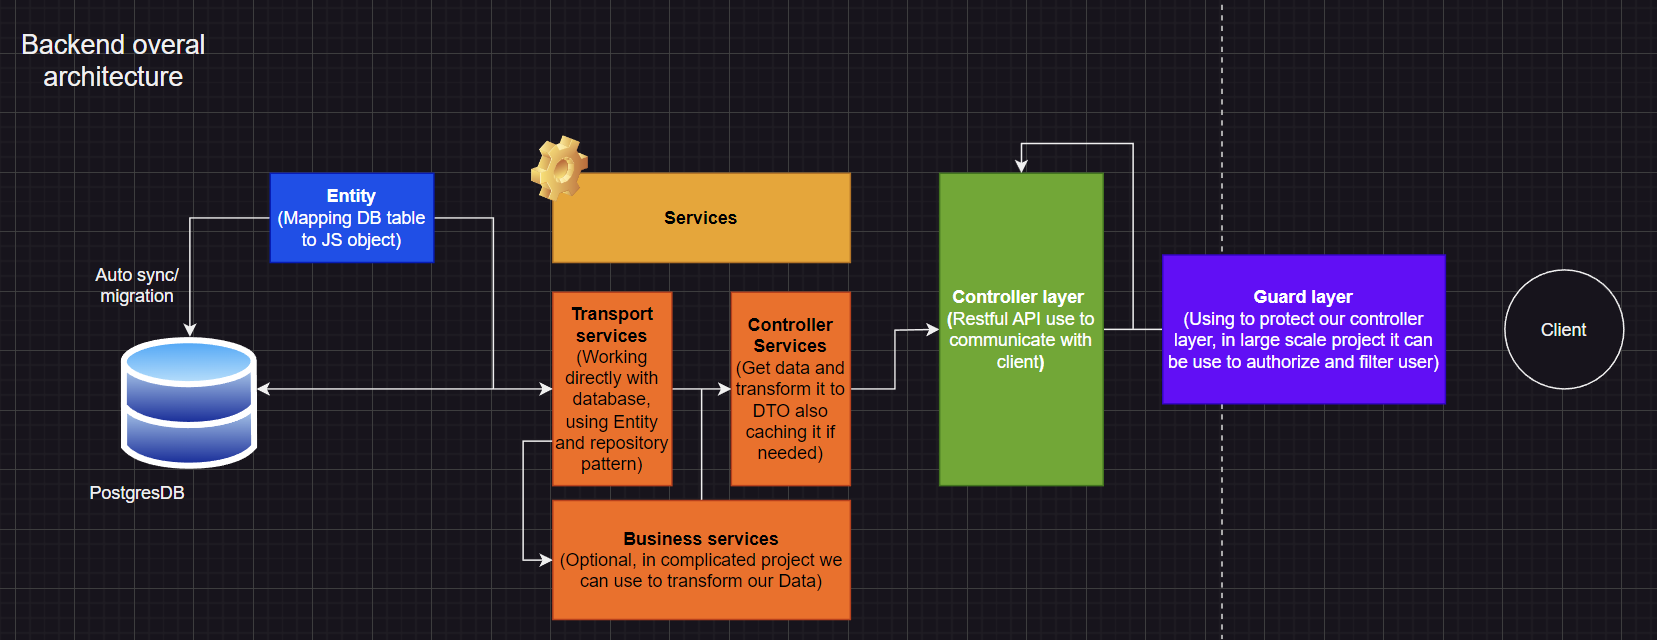 Backend overal
architecture
Entity
(Mapping DB table
to JS object)
Auto sync/
migration
PostgresDB
Services
Transport
services
(Working
directly with
database,
using Entity
and repository
pattern)
Controller
Services
(Get data and
transform it to
DTO also
caching it if
needed)
Business services
(Optional, in complicated project we
can use to transform our Data)
Controller layer
(Restful API use to
communicate with
client)
Guard layer
(Using to protect our controller
layer, in large scale project it can
be use to authorize and filter user)
Client